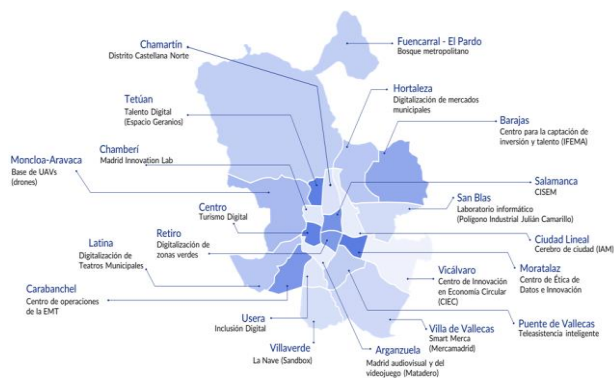 Fuencarral - El Pardo
Bosque metropolitano
Chamartín
Distrito Castellana Norte
Hortaleza
Digitalización de mercados
municipales
Tetúan
Talento Digital
(Espacio Geranios)
Barajas
Centro para la captación de
inversión y talento (IFEMA)
Chamberí
Madrid Innovation Lab
Moncloa-Aravaca
Base de UAVs
(drones)
Salamanca
CISEM
San Blas
Laboratorio informático
(Polígono Industrial Julián Camarillo)
Centro
Turismo Digital
Retiro
Digitalización de
zonas verdes
Ciudad Lineal
Cerebro de ciudad (IAM)
Latina
Digitalización de
Teatros Municipales
Moratalaz
Centro de Ética de
Datos e Innovación
Vicálvaro
Centro de Innovación
en Economía Circular
(CIEC)
Carabanchel
Centro de operaciones
de la EMT
Usera
Inclusión Digital
Villaverde
La Nave (Sandbox)
Arganzuela
Madrid audiovisual y del
videojuego (Matadero)
Villa de Vallecas
Smart Merca
(Mercamadrid)
Puente de Vallecas
Teleasistencia inteligente